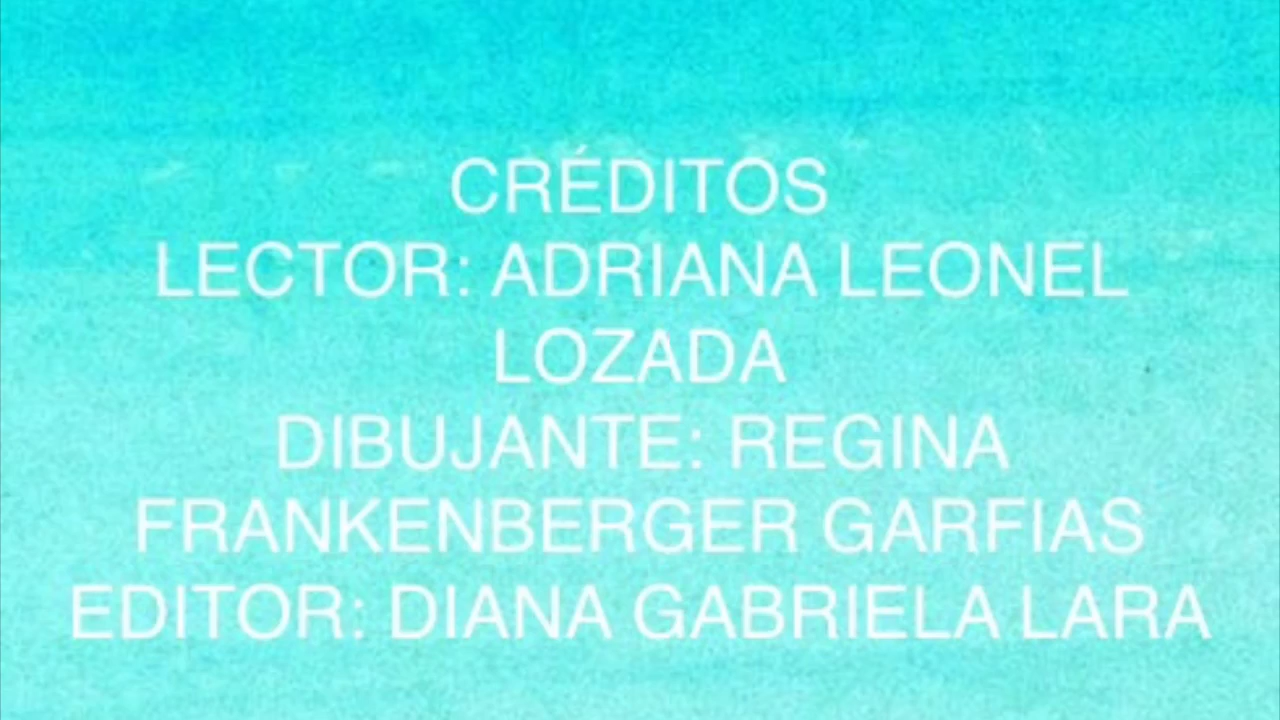 CRÉDITOS
LECTOR: ADRIANA LEONEL
LOZADA
DIBUJANTE: REGINA
FRANKENBERGER GARFIAS
EDITOR: DIANA GABRIELA LARA